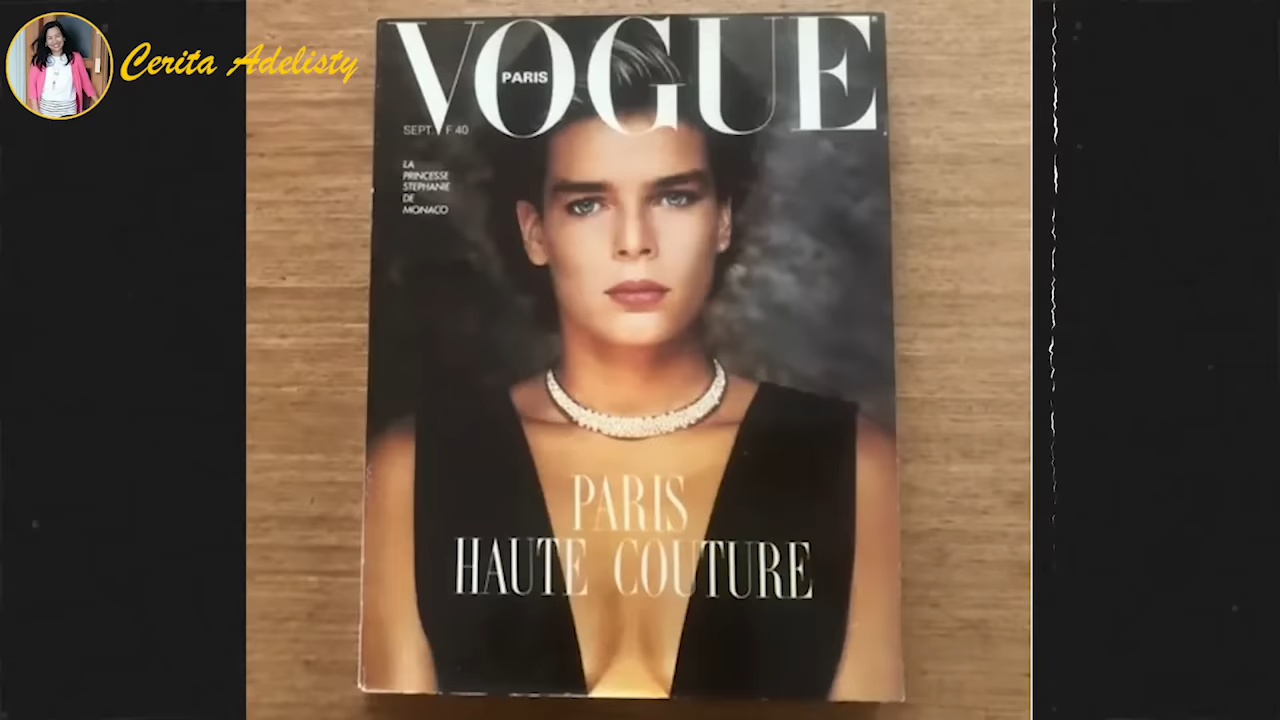 Cerita Adelisty
VOGUE
PARIS
SEPT. F 40
LA
PRINCESSE
STEPHANIE
DE
MONACO
PARIS
HAUTE COUTURE